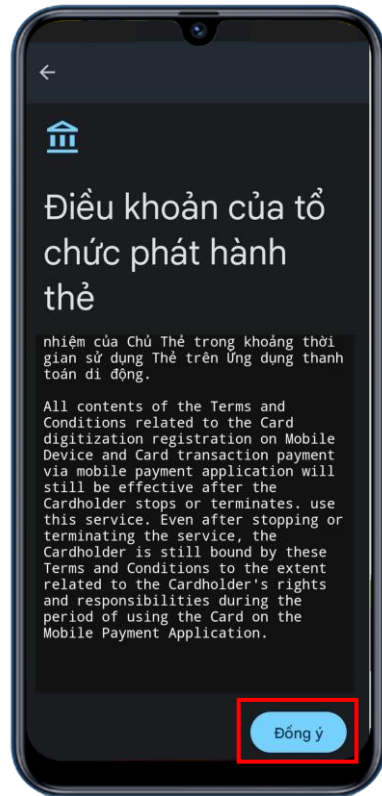 Điều khoản của tổ
chức phát hành
thẻ
nhiệm của Chủ Thẻ trong khoảng thời
gian sử dụng Thẻ trên Ứng dụng thanh
toán di động.
All contents of the Terms and
Conditions related to the Card
digitization registration on Mobile
Device and Card transaction payment
via mobile payment application will
still be effective after the
Cardholder stops or terminates. use
this service. Even after stopping or
terminating the service, the
Cardholder is still bound by these
Terms and Conditions to the extent
related to the Cardholder's rights
and responsibilities during the
period of using the Card on the
Mobile Payment Application.
Đồng ý